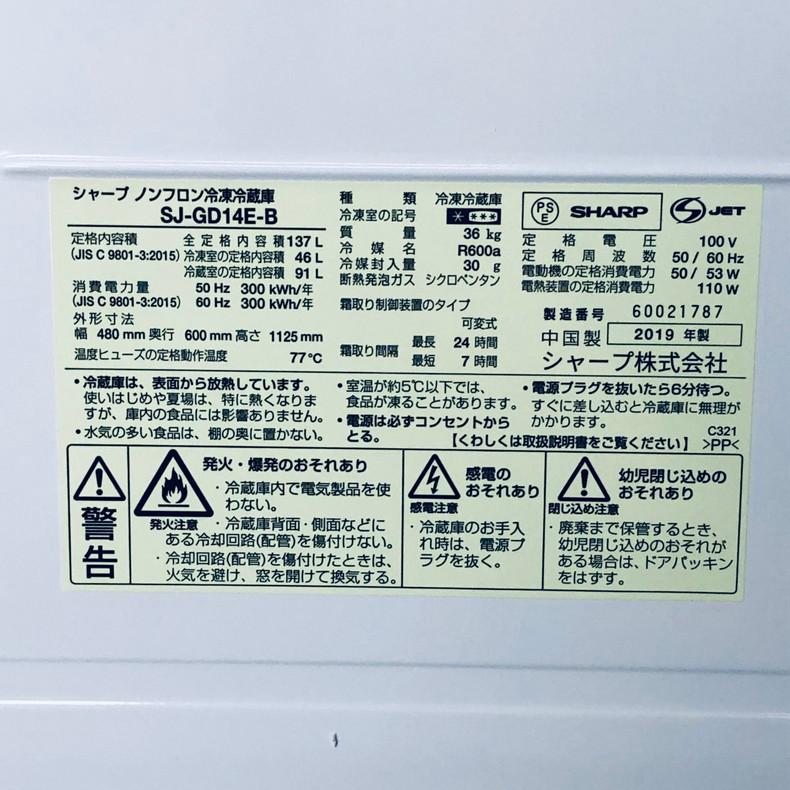 シャープ ノンフロン冷凍冷蔵庫
SJ-GD14E-B
定格内容積 全定格内容積 137 L
(JIS C 9801-3:2015) 冷凍室の定格内容積 46 L
冷蔵室の定格内容積 91 L
消費電力量 50 Hz 300 kWh/年
(JIS C 9801-3:2015) 60 Hz 300 kWh/年
外形寸法
幅 480 mm 奥行 600 mm 高さ 1125 mm
温度ヒューズの定格動作温度 77℃
種類 冷凍冷蔵庫
冷凍室の記号 * ***
質量 36 kg
冷媒名 R600a
冷媒封入量 30 g
断熱発泡ガス シクロペンタン
霜取り制御装置のタイプ
可変式
霜取り間隔 最長 24 時間
最短 7 時間
PS
E
SHARP
S JET
定格電圧 100 V
定格周波数 50 / 60 Hz
電動機の定格消費電力 50 / 53 W
電熱装置の定格消費電力 110 W
製造番号 60021787
中国製 2019 年製
シャープ株式会社
・冷蔵庫は、表面から放熱しています。
使いはじめや夏場は、特に熱くなりま
すが、庫内の食品には影響ありません。
・水気の多い食品は、棚の奥に置かない。
・室温が約5℃以下では、
食品が凍ることがあります。
・電源は必ずコンセントから
とる。
・電源プラグを抜いたら6分待つ。
すぐに差し込むと冷蔵庫に無理が
かかります。
【くわしくは取扱説明書をご覧ください】
C321
>PP<
警告
発火注意
発火・爆発のおそれあり
・冷蔵庫内で電気製品を使
わない。
・冷蔵庫背面・側面などに
ある冷却回路(配管)を傷付けない。
・冷却回路(配管)を傷付けたときは、
火気を避け、窓を開けて換気する。
感電注意
感電の
おそれあり
・冷蔵庫のお手入
れ時は、電源プ
ラグを抜く。
閉じ込め注意
幼児閉じ込めの
おそれあり
・廃棄まで保管するとき、
幼児閉じ込めのおそれが
ある場合は、ドアパッキン
をはずす。